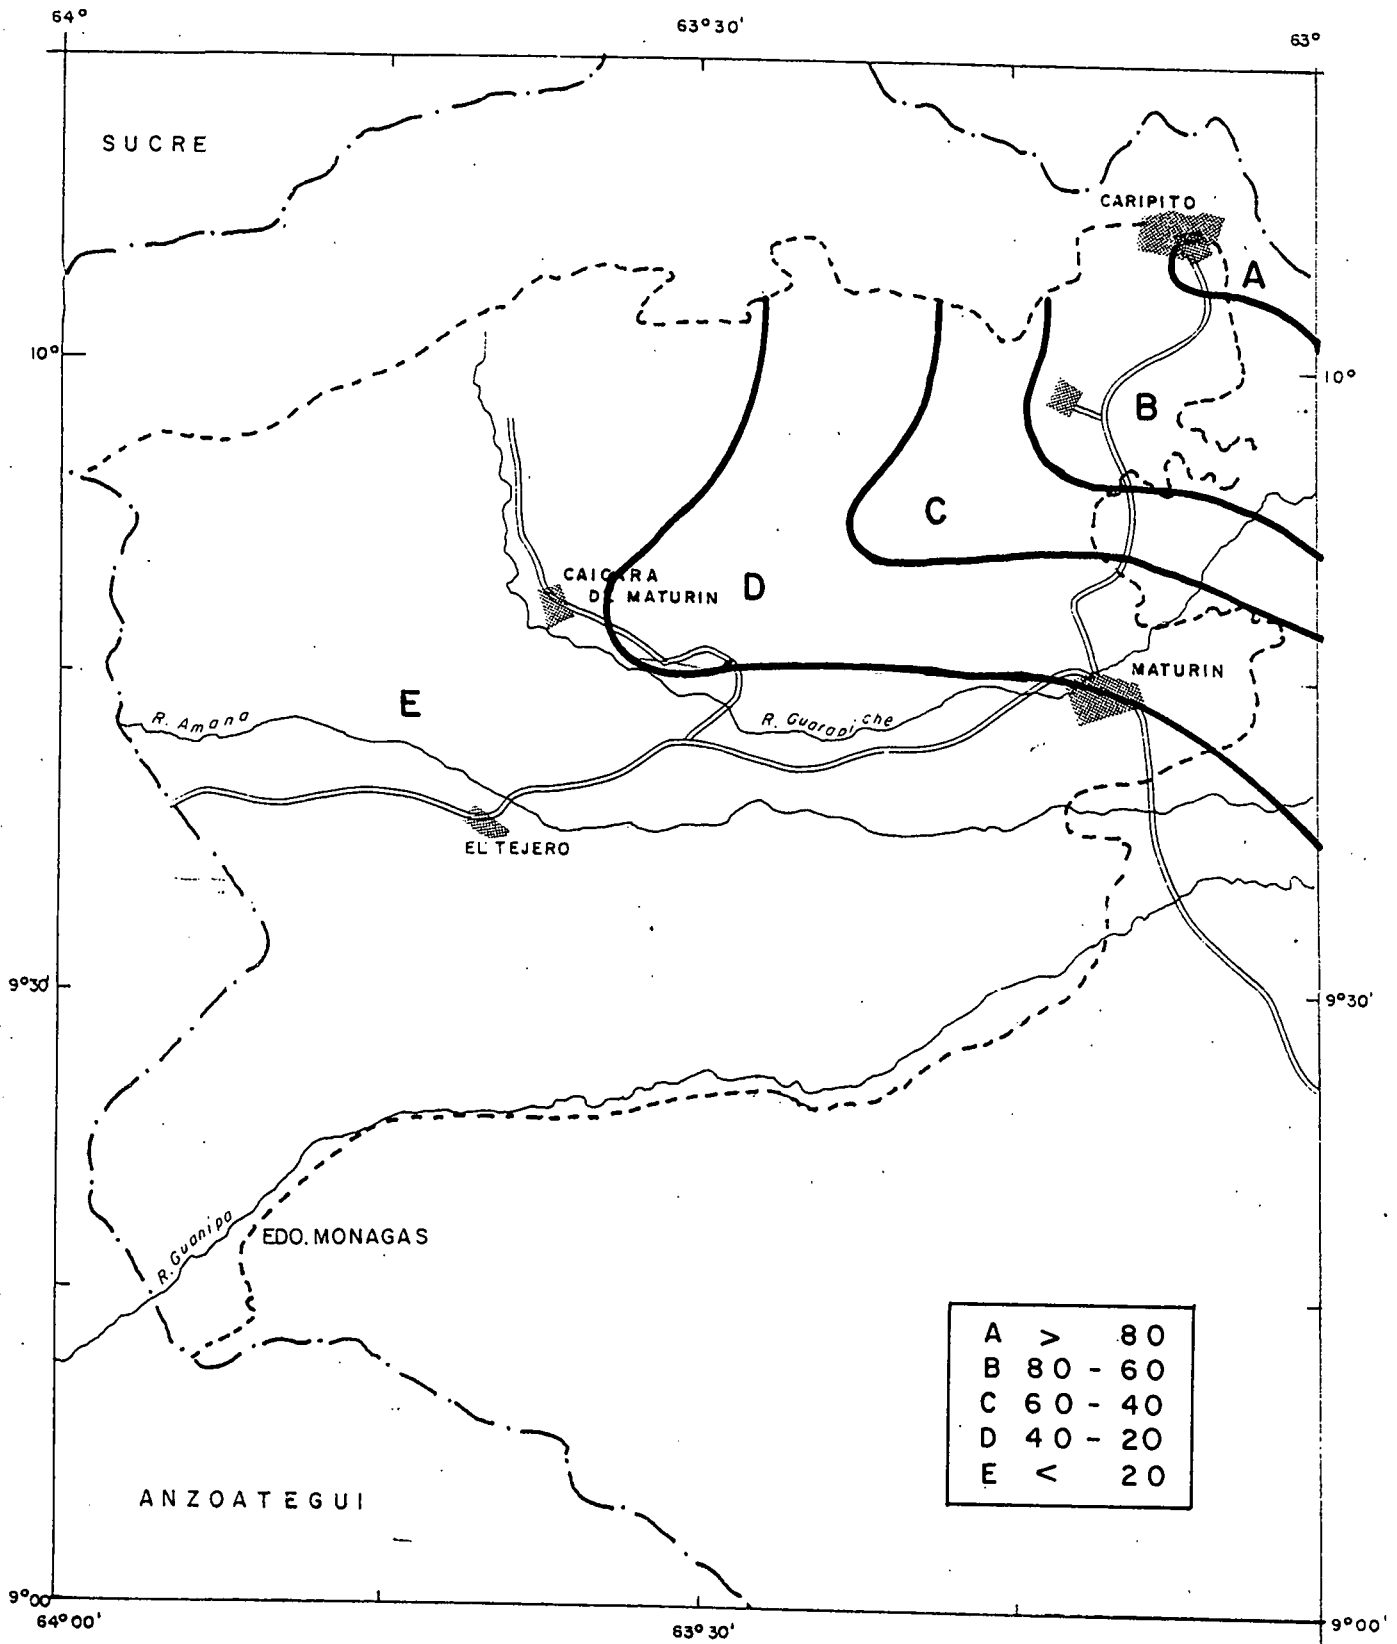 64°
63°30'
63°
SUCRE
CARIPITO
A
10°
10°
B
C
CAICARA
DE MATURIN
D
MATURIN
E
R. Amana
R. Guarapiche
EL TEJERO
9°30'
9°30'
R. Guanipa
EDO. MONAGAS
A > 80
B 80 - 60
C 60 - 40
D 40 - 20
E < 20
ANZOATEGUI
9°00'
64°00'
63°30'
9°00'